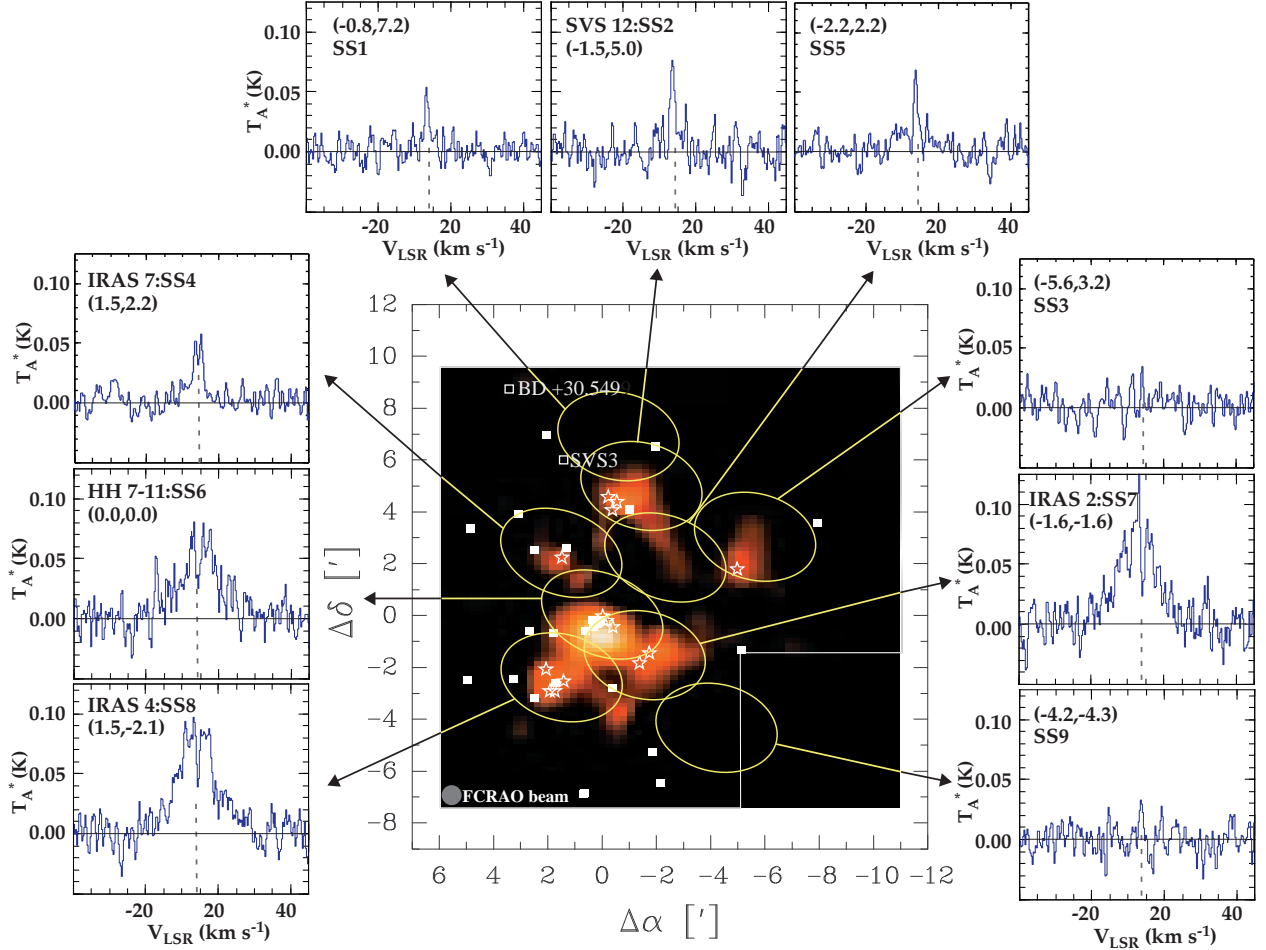 (-0.8,7.2)
SS1
0.10
0.05
0.00
T_A^* (K)
-20 0 20 40
V_LSR (km s^-1)
SVS 12:SS2
(-1.5,5.0)
-20 0 20 40
V_LSR (km s^-1)
(-2.2,2.2)
SS5
-20 0 20 40
V_LSR (km s^-1)
IRAS 7:SS4
(1.5,2.2)
0.10
0.05
0.00
T_A^* (K)
HH 7-11:SS6
(0.0,0.0)
0.10
0.05
0.00
T_A^* (K)
IRAS 4:SS8
(1.5,-2.1)
0.10
0.05
0.00
T_A^* (K)
-20 0 20 40
V_LSR (km s^-1)
12
10
8
6
4
2
0
-2
-4
-6
-8
Δδ [']
BD +30.549
SVS3
FCRAO beam
6 4 2 0 -2 -4 -6 -8 -10 -12
Δα [']
(-5.6,3.2)
SS3
0.10
0.05
0.00
T_A^* (K)
IRAS 2:SS7
(-1.6,-1.6)
0.10
0.05
0.00
T_A^* (K)
(-4.2,-4.3)
SS9
0.10
0.05
0.00
T_A^* (K)
-20 0 20 40
V_LSR (km s^-1)